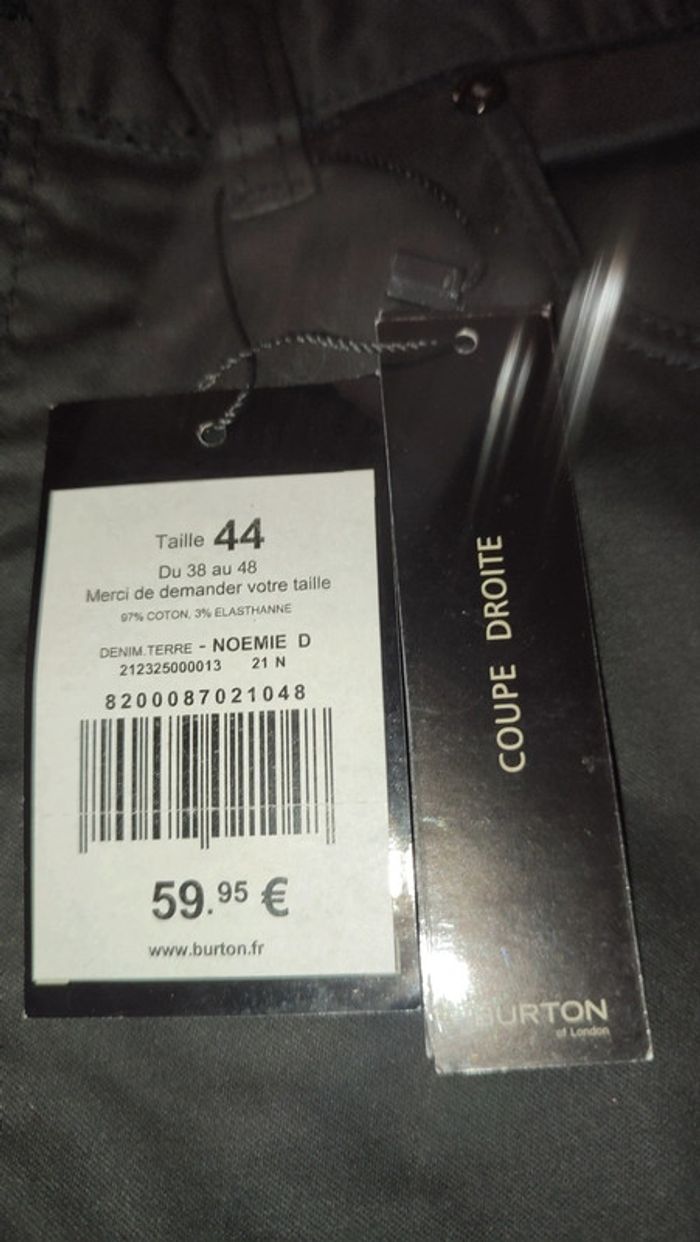 Taille 44
Du 38 au 48
Merci de demander votre taille
97% COTON, 3% ELASTHANNE
DENIM.TERRE - NOEMIE D
212325000013 21 N
8200087021048
59.95 €
www.burton.fr
COUPE DROITE
BURTON
of London